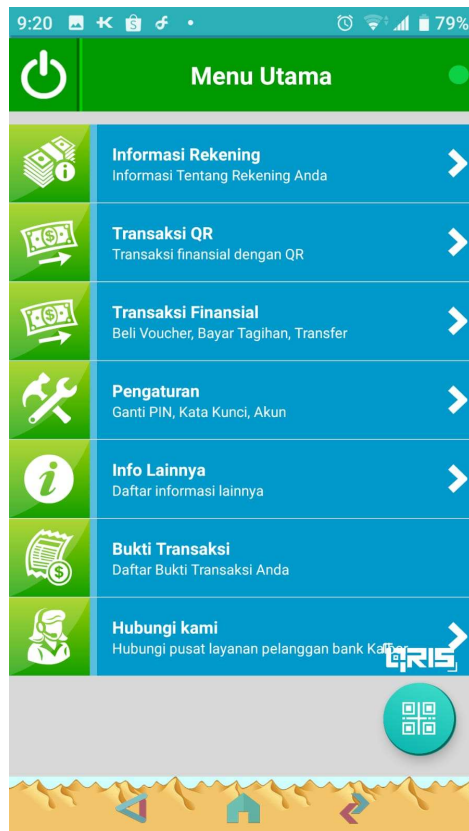 9:20
79%
Menu Utama
Informasi Rekening
Informasi Tentang Rekening Anda
Transaksi QR
Transaksi finansial dengan QR
Transaksi Finansial
Beli Voucher, Bayar Tagihan, Transfer
Pengaturan
Ganti PIN, Kata Kunci, Akun
Info Lainnya
Daftar informasi lainnya
Bukti Transaksi
Daftar Bukti Transaksi Anda
Hubungi kami
Hubungi pusat layanan pelanggan bank
QRIS